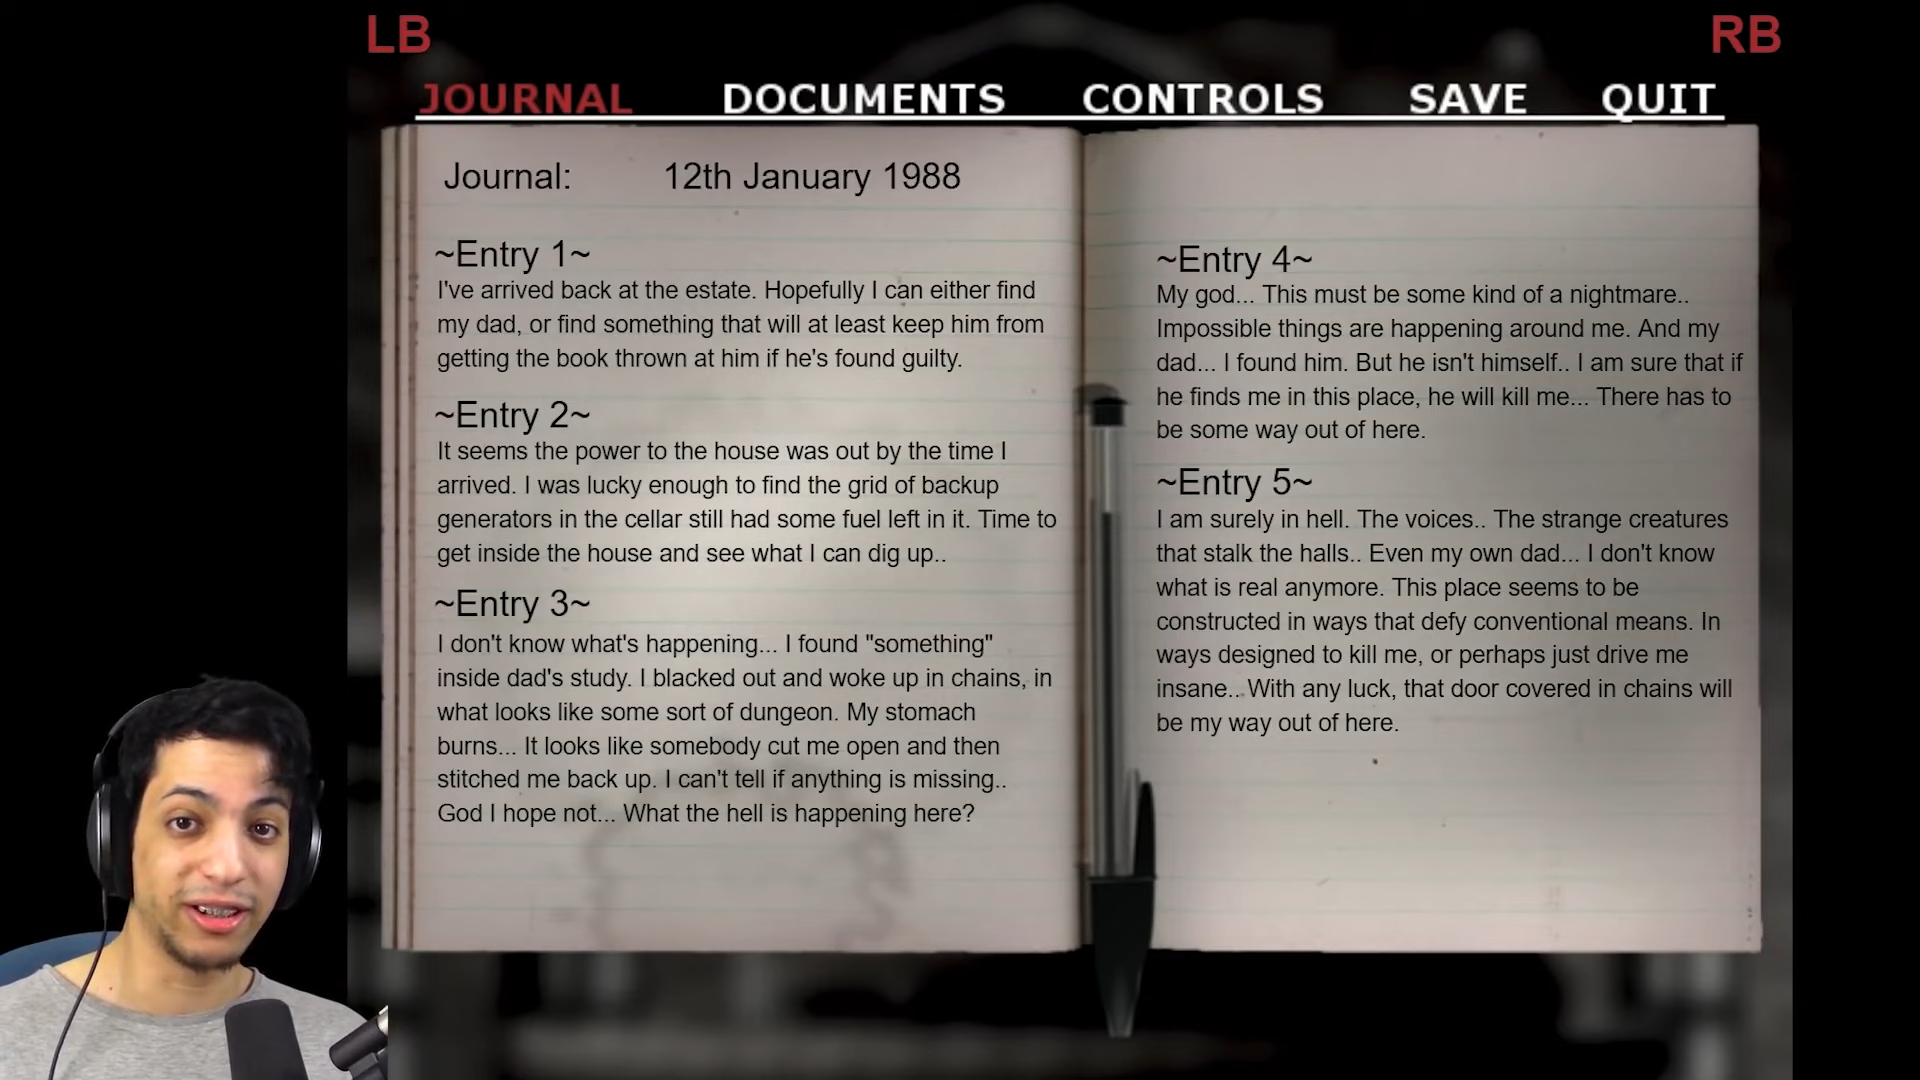 LB
RB
JOURNAL DOCUMENTS CONTROLS SAVE QUIT
Journal: 12th January 1988
~Entry 1~
I've arrived back at the estate. Hopefully I can either find
my dad, or find something that will at least keep him from
getting the book thrown at him if he's found guilty.
~Entry 2~
It seems the power to the house was out by the time I
arrived. I was lucky enough to find the grid of backup
generators in the cellar still had some fuel left in it. Time to
get inside the house and see what I can dig up..
~Entry 3~
I don't know what's happening... I found "something"
inside dad's study. I blacked out and woke up in chains, in
what looks like some sort of dungeon. My stomach
burns... It looks like somebody cut me open and then
stitched me back up. I can't tell if anything is missing..
God I hope not... What the hell is happening here?
~Entry 4~
My god... This must be some kind of a nightmare..
Impossible things are happening around me. And my
dad... I found him. But he isn't himself.. I am sure that if
he finds me in this place, he will kill me... There has to
be some way out of here.
~Entry 5~
I am surely in hell. The voices.. The strange creatures
that stalk the halls.. Even my own dad... I don't know
what is real anymore. This place seems to be
constructed in ways that defy conventional means. In
ways designed to kill me, or perhaps just drive me
insane.. With any luck, that door covered in chains will
be my way out of here.